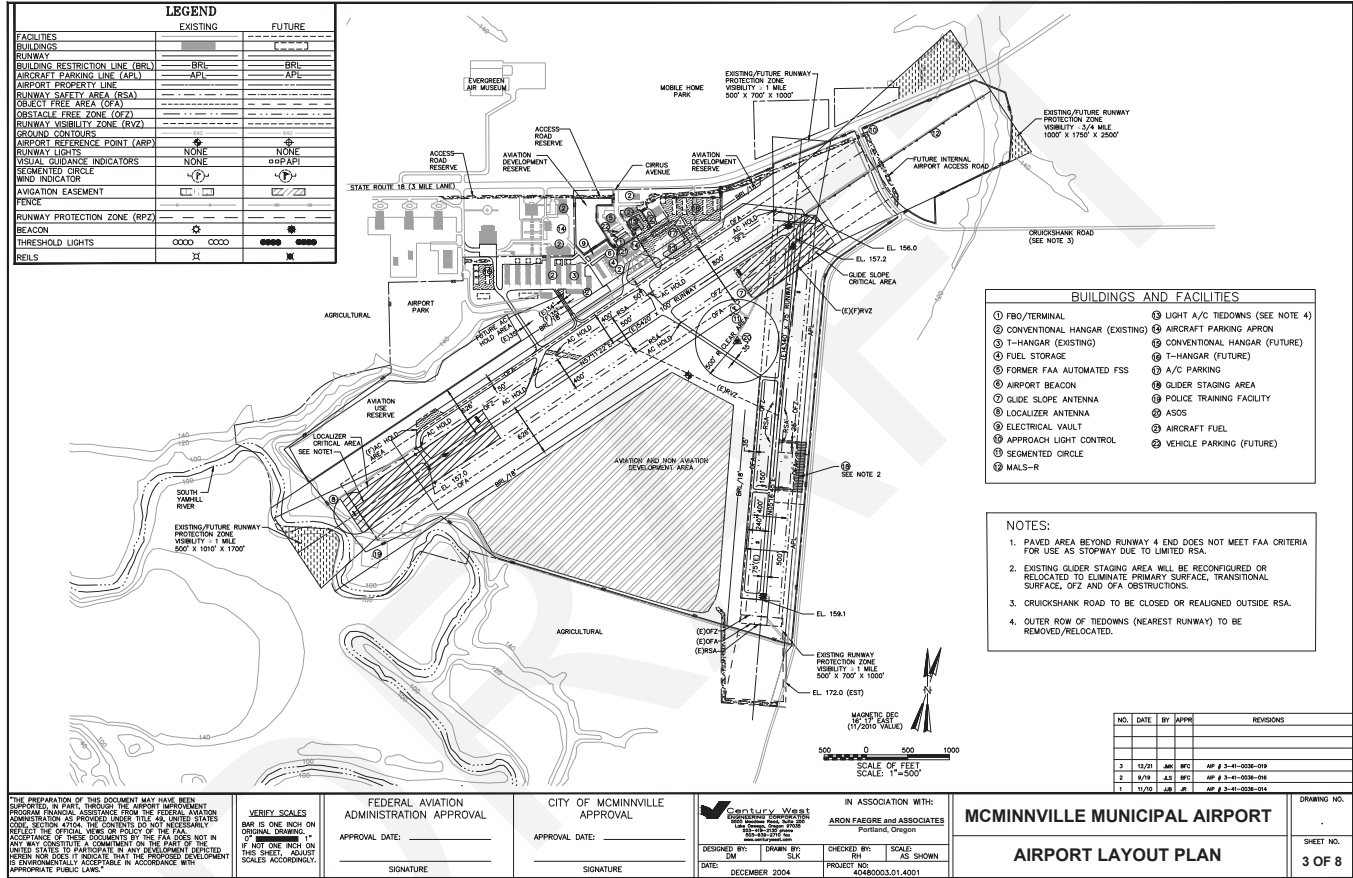 LEGEND
EXISTING FUTURE
FACILITIES
BUILDINGS
RUNWAY
BUILDING RESTRICTION LINE (BRL) BRL BRL
AIRCRAFT PARKING LINE (APL) APL APL
AIRPORT PROPERTY LINE
RUNWAY SAFETY AREA (RSA)
OBJECT FREE AREA (OFA)
OBSTACLE FREE ZONE (OFZ)
RUNWAY VISIBILITY ZONE (RVZ)
GROUND CONTOURS
AIRPORT REFERENCE POINT (ARP)
RUNWAY LIGHTS NONE NONE
VISUAL GUIDANCE INDICATORS NONE PAPI
SEGMENTED CIRCLE
WIND INDICATOR
AVIGATION EASEMENT
FENCE
RUNWAY PROTECTION ZONE (RPZ)
BEACON
THRESHOLD LIGHTS
REILS
EVERGREEN
AIR MUSEUM
MOBILE HOME
PARK
EXISTING/FUTURE RUNWAY
PROTECTION ZONE
VISIBILITY ≥ 1 MILE
500' X 700' X 1000'
EXISTING/FUTURE RUNWAY
PROTECTION ZONE
VISIBILITY - 3/4 MILE
1000' X 1750' X 2500'
ACCESS
ROAD
RESERVE
ACCESS
ROAD
RESERVE
AVIATION
DEVELOPMENT
RESERVE
CIRRUS
AVENUE
AVIATION
DEVELOPMENT
RESERVE
FUTURE INTERNAL
AIRPORT ACCESS ROAD
STATE ROUTE 18 (3 MILE LANE)
CRUICKSHANK ROAD
(SEE NOTE 3)
EL. 156.0
EL. 157.2
GLIDE SLOPE
CRITICAL AREA
(E)(F)RVZ
AIRPORT
PARK
AGRICULTURAL
AVIATION
USE
RESERVE
LOCALIZER
CRITICAL AREA
SEE NOTE1
EL. 157.0
SOUTH
YAMHILL
RIVER
EXISTING/FUTURE RUNWAY
PROTECTION ZONE
VISIBILITY ≥ 1 MILE
500' X 1010' X 1700'
AVIATION AND NON AVIATION
DEVELOPMENT AREA
(E)RVZ
SEE NOTE 2
EL. 159.1
AGRICULTURAL
(E)OFZ
(E)OFA
(E)RSA
EXISTING RUNWAY
PROTECTION ZONE
VISIBILITY ≥ 1 MILE
500' X 700' X 1000'
EL. 172.0 (EST)
MAGNETIC DEC
16° 17' EAST
(11/2010 VALUE)
500 0 500 1000
SCALE OF FEET
SCALE: 1"=500'
BUILDINGS AND FACILITIES
1 FBO/TERMINAL
2 CONVENTIONAL HANGAR (EXISTING)
3 T-HANGAR (EXISTING)
4 FUEL STORAGE
5 FORMER FAA AUTOMATED FSS
6 AIRPORT BEACON
7 GLIDE SLOPE ANTENNA
8 LOCALIZER ANTENNA
9 ELECTRICAL VAULT
10 APPROACH LIGHT CONTROL
11 SEGMENTED CIRCLE
12 MALS-R
13 LIGHT A/C TIEDOWNS (SEE NOTE 4)
14 AIRCRAFT PARKING APRON
15 CONVENTIONAL HANGAR (FUTURE)
16 T-HANGAR (FUTURE)
17 A/C PARKING
18 GLIDER STAGING AREA
19 POLICE TRAINING FACILITY
20 ASOS
21 AIRCRAFT FUEL
22 VEHICLE PARKING (FUTURE)
NOTES:
1. PAVED AREA BEYOND RUNWAY 4 END DOES NOT MEET FAA CRITERIA
FOR USE AS STOPWAY DUE TO LIMITED RSA.
2. EXISTING GLIDER STAGING AREA WILL BE RECONFIGURED OR
RELOCATED TO ELIMINATE PRIMARY SURFACE, TRANSITIONAL
SURFACE, OFZ AND OFA OBSTRUCTIONS.
3. CRUICKSHANK ROAD TO BE CLOSED OR REALIGNED OUTSIDE RSA.
4. OUTER ROW OF TIEDOWNS (NEAREST RUNWAY) TO BE
REMOVED/RELOCATED.
NO. DATE BY APPR REVISIONS
3 12/21 JMK BFC AIP # 3-41-0036-019
2 9/19 JLS BFC AIP # 3-41-0036-016
1 11/10 JJB JR AIP # 3-41-0036-014
"THE PREPARATION OF THIS DOCUMENT MAY HAVE BEEN
SUPPORTED, IN PART, THROUGH THE AIRPORT IMPROVEMENT
PROGRAM FINANCIAL ASSISTANCE FROM THE FEDERAL AVIATION
ADMINISTRATION AS PROVIDED UNDER TITLE 49, UNITED STATES
CODE, SECTION 47104. THE CONTENTS DO NOT NECESSARILY
REFLECT THE OFFICIAL VIEWS OR POLICY OF THE FAA.
ACCEPTANCE OF THESE DOCUMENTS BY THE FAA DOES NOT IN
ANY WAY CONSTITUTE A COMMITMENT ON THE PART OF THE
UNITED STATES TO PARTICIPATE IN ANY DEVELOPMENT DEPICTED
HEREIN NOR DOES IT INDICATE THAT THE PROPOSED DEVELOPMENT
IS ENVIRONMENTALLY ACCEPTABLE IN ACCORDANCE WITH
APPROPRIATE PUBLIC LAWS."
VERIFY SCALES
BAR IS ONE INCH ON
ORIGINAL DRAWING.
0" 1"
IF NOT ONE INCH ON
THIS SHEET, ADJUST
SCALES ACCORDINGLY.
FEDERAL AVIATION
ADMINISTRATION APPROVAL
APPROVAL DATE:
SIGNATURE
CITY OF MCMINNVILLE
APPROVAL
APPROVAL DATE:
SIGNATURE
Century West
ENGINEERING CORPORATION
IN ASSOCIATION WITH:
ARON FAEGRE and ASSOCIATES
Portland, Oregon
DESIGNED BY: DM
DRAWN BY: SLK
CHECKED BY: RH
SCALE: AS SHOWN
DATE: DECEMBER 2004
PROJECT NO: 40480003.01.4001
MCMINNVILLE MUNICIPAL AIRPORT
AIRPORT LAYOUT PLAN
DRAWING NO.
SHEET NO.
3 OF 8
DRAFT